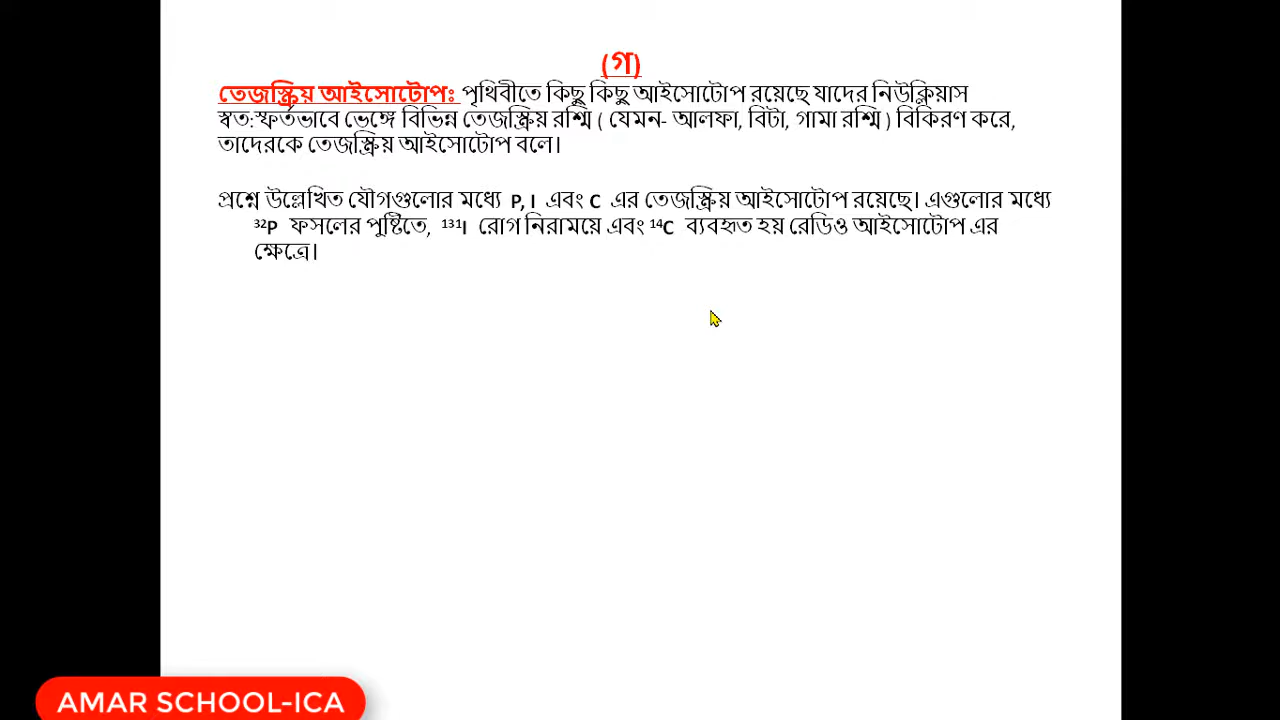 (গ)
তেজস্ক্রিয় আইসোটোপঃ পৃথিবীতে কিছু কিছু আইসোটোপ রয়েছে যাদের নিউক্লিয়াস
স্বত:স্ফর্তভাবে ভেঙ্গে বিভিন্ন তেজস্ক্রিয় রশ্মি ( যেমন- আলফা, বিটা, গামা রশ্মি ) বিকিরণ করে,
তাদেরকে তেজস্ক্রিয় আইসোটোপ বলে।
প্রশ্নে উল্লেখিত যৌগগুলোর মধ্যে P, I এবং C এর তেজস্ক্রিয় আইসোটোপ রয়েছে। এগুলোর মধ্যে
³²P ফসলের পুষ্টিতে, ¹³¹I রোগ নিরাময়ে এবং ¹⁴C ব্যবহৃত হয় রেডিও আইসোটোপ এর
ক্ষেত্রে।
AMAR SCHOOL-ICA